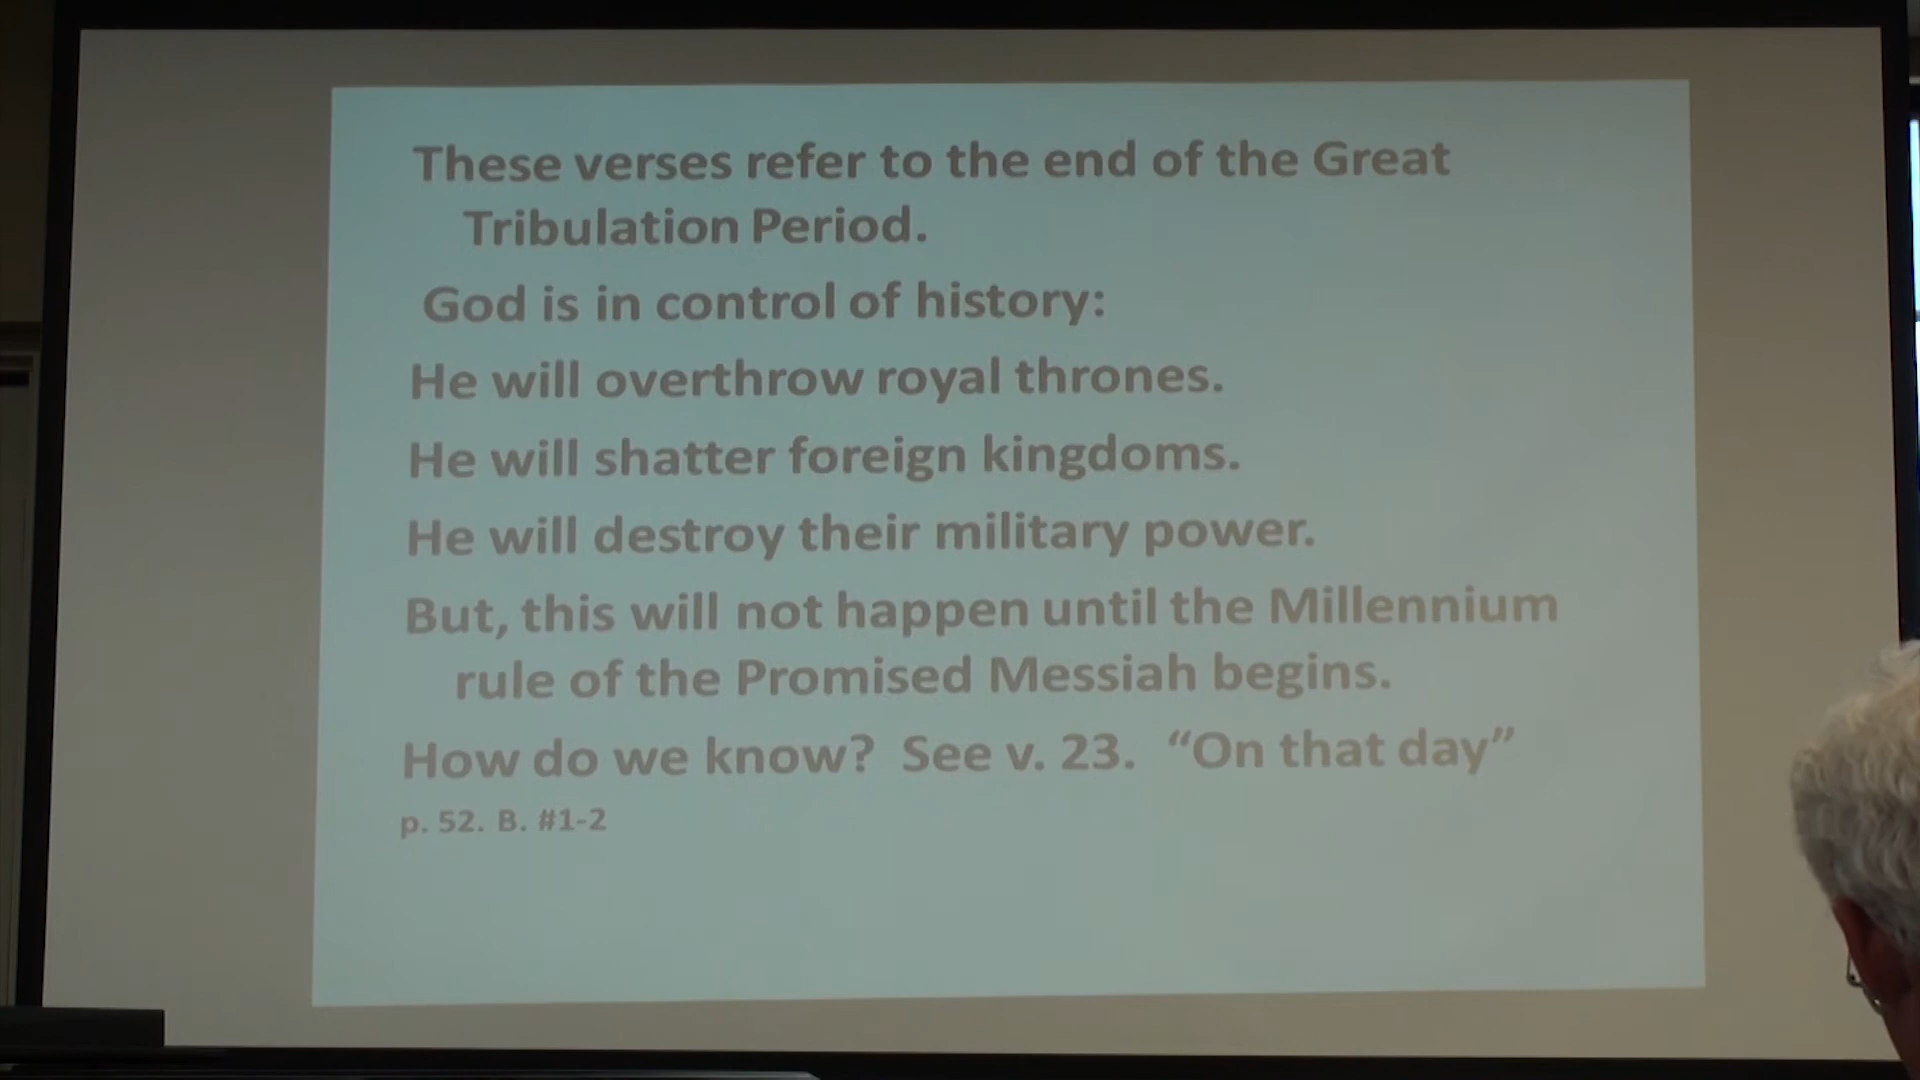 These verses refer to the end of the Great
Tribulation Period.
God is in control of history:
He will overthrow royal thrones.
He will shatter foreign kingdoms.
He will destroy their military power.
But, this will not happen until the Millennium
rule of the Promised Messiah begins.
How do we know?  See v. 23.  “On that day”
p. 52. B. #1-2